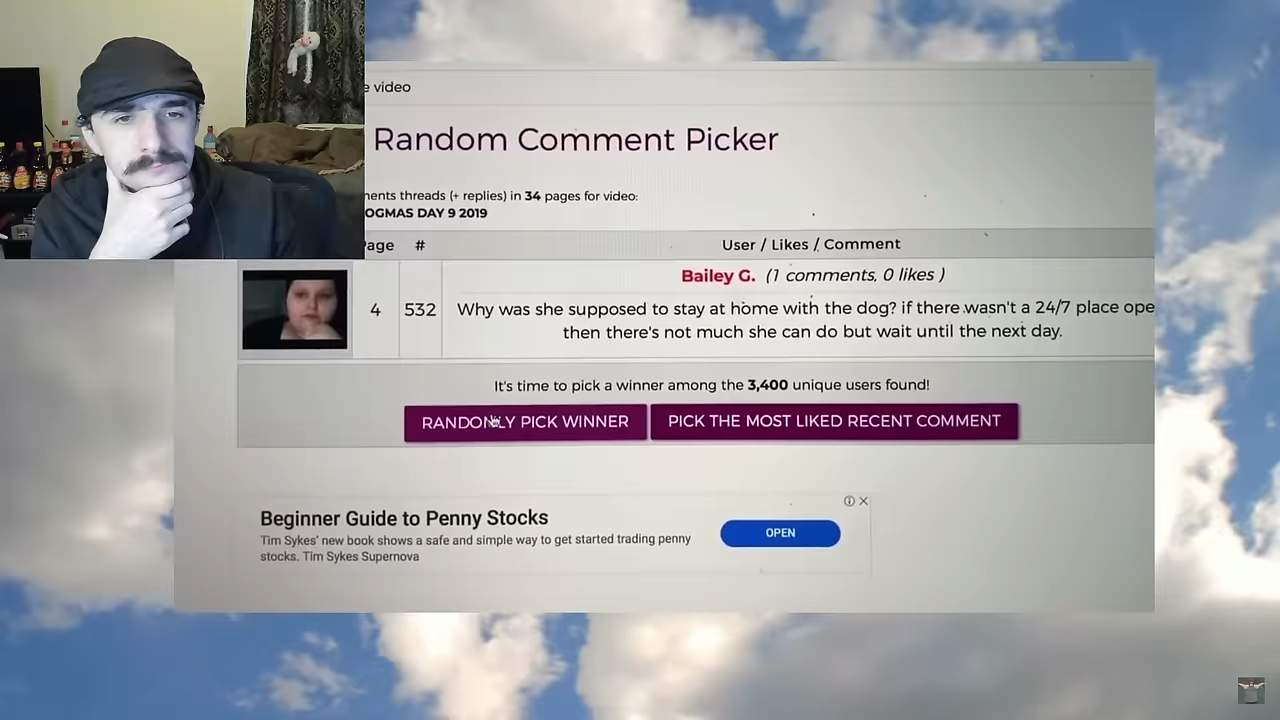 e video
Random Comment Picker
ents threads (+ replies) in 34 pages for video:
OGMAS DAY 9 2019
age # User / Likes / Comment
Bailey G. (1 comments, 0 likes )
4 532 Why was she supposed to stay at home with the dog? if there wasn't a 24/7 place ope
then there's not much she can do but wait until the next day.
It's time to pick a winner among the 3,400 unique users found!
RANDOMLY PICK WINNER PICK THE MOST LIKED RECENT COMMENT
Beginner Guide to Penny Stocks
Tim Sykes' new book shows a safe and simple way to get started trading penny
stocks. Tim Sykes Supernova
OPEN